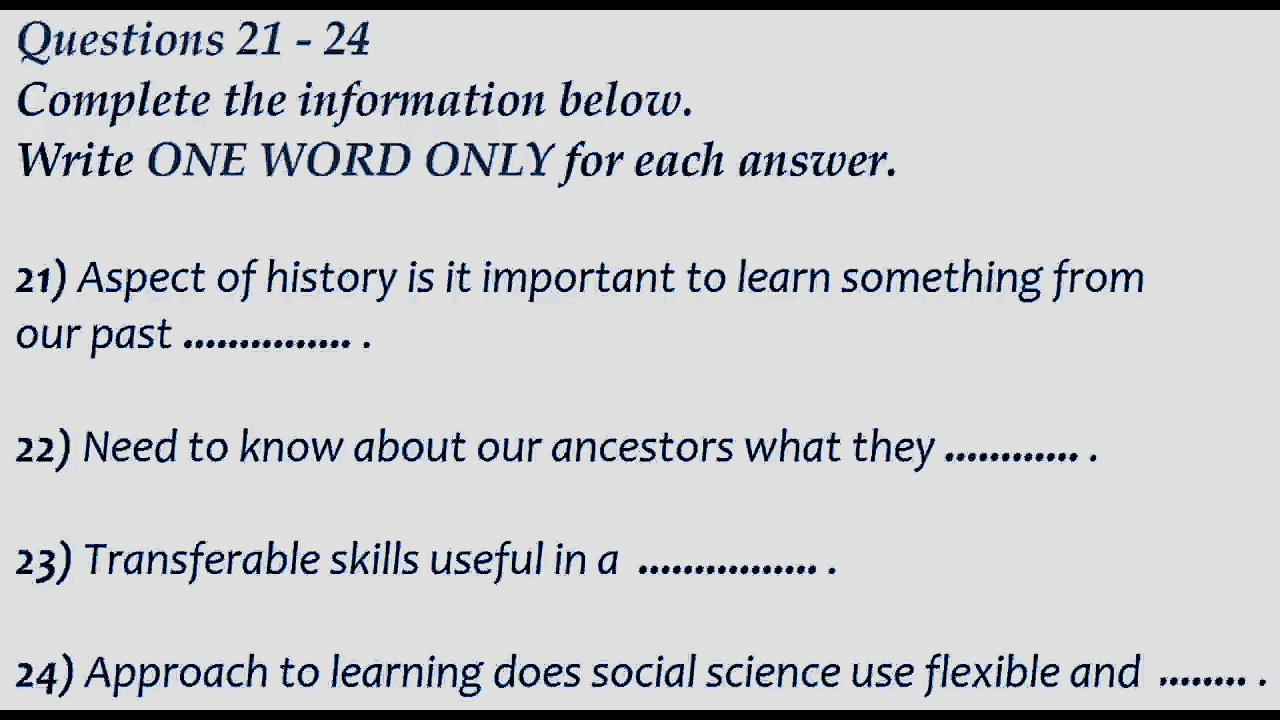 Questions 21 - 24
Complete the information below.
Write ONE WORD ONLY for each answer.
21) Aspect of history is it important to learn something from
our past ............... .
22) Need to know about our ancestors what they ............ .
23) Transferable skills useful in a ................ .
24) Approach to learning does social science use flexible and ........ .